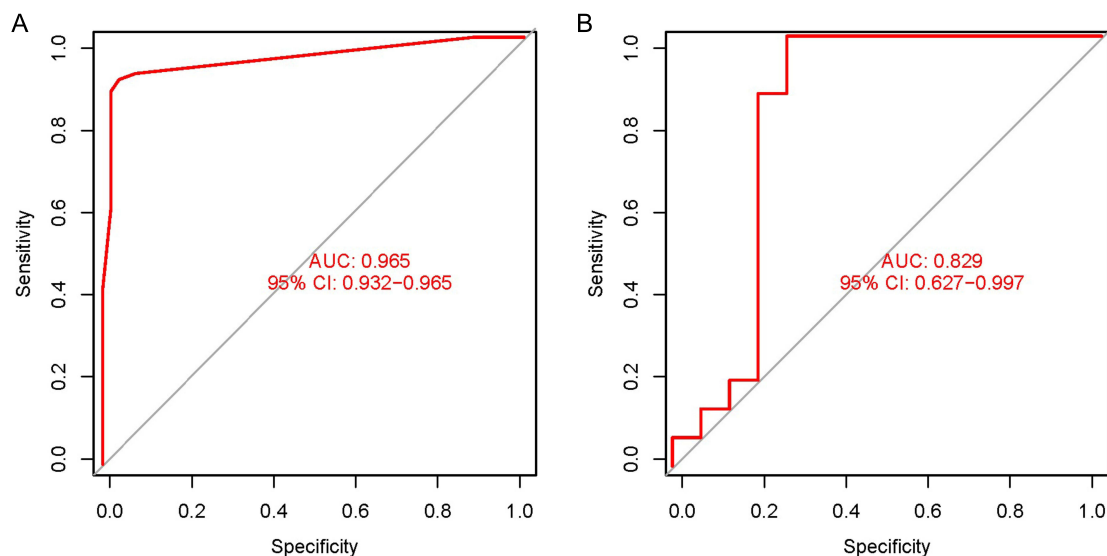 A
1.0
0.8
0.6
0.4
0.2
0.0
Sensitivity
AUC: 0.965
95% CI: 0.932−0.965
0.0 0.2 0.4 0.6 0.8 1.0
Specificity
B
1.0
0.8
0.6
0.4
0.2
0.0
Sensitivity
AUC: 0.829
95% CI: 0.627−0.997
0.0 0.2 0.4 0.6 0.8 1.0
Specificity